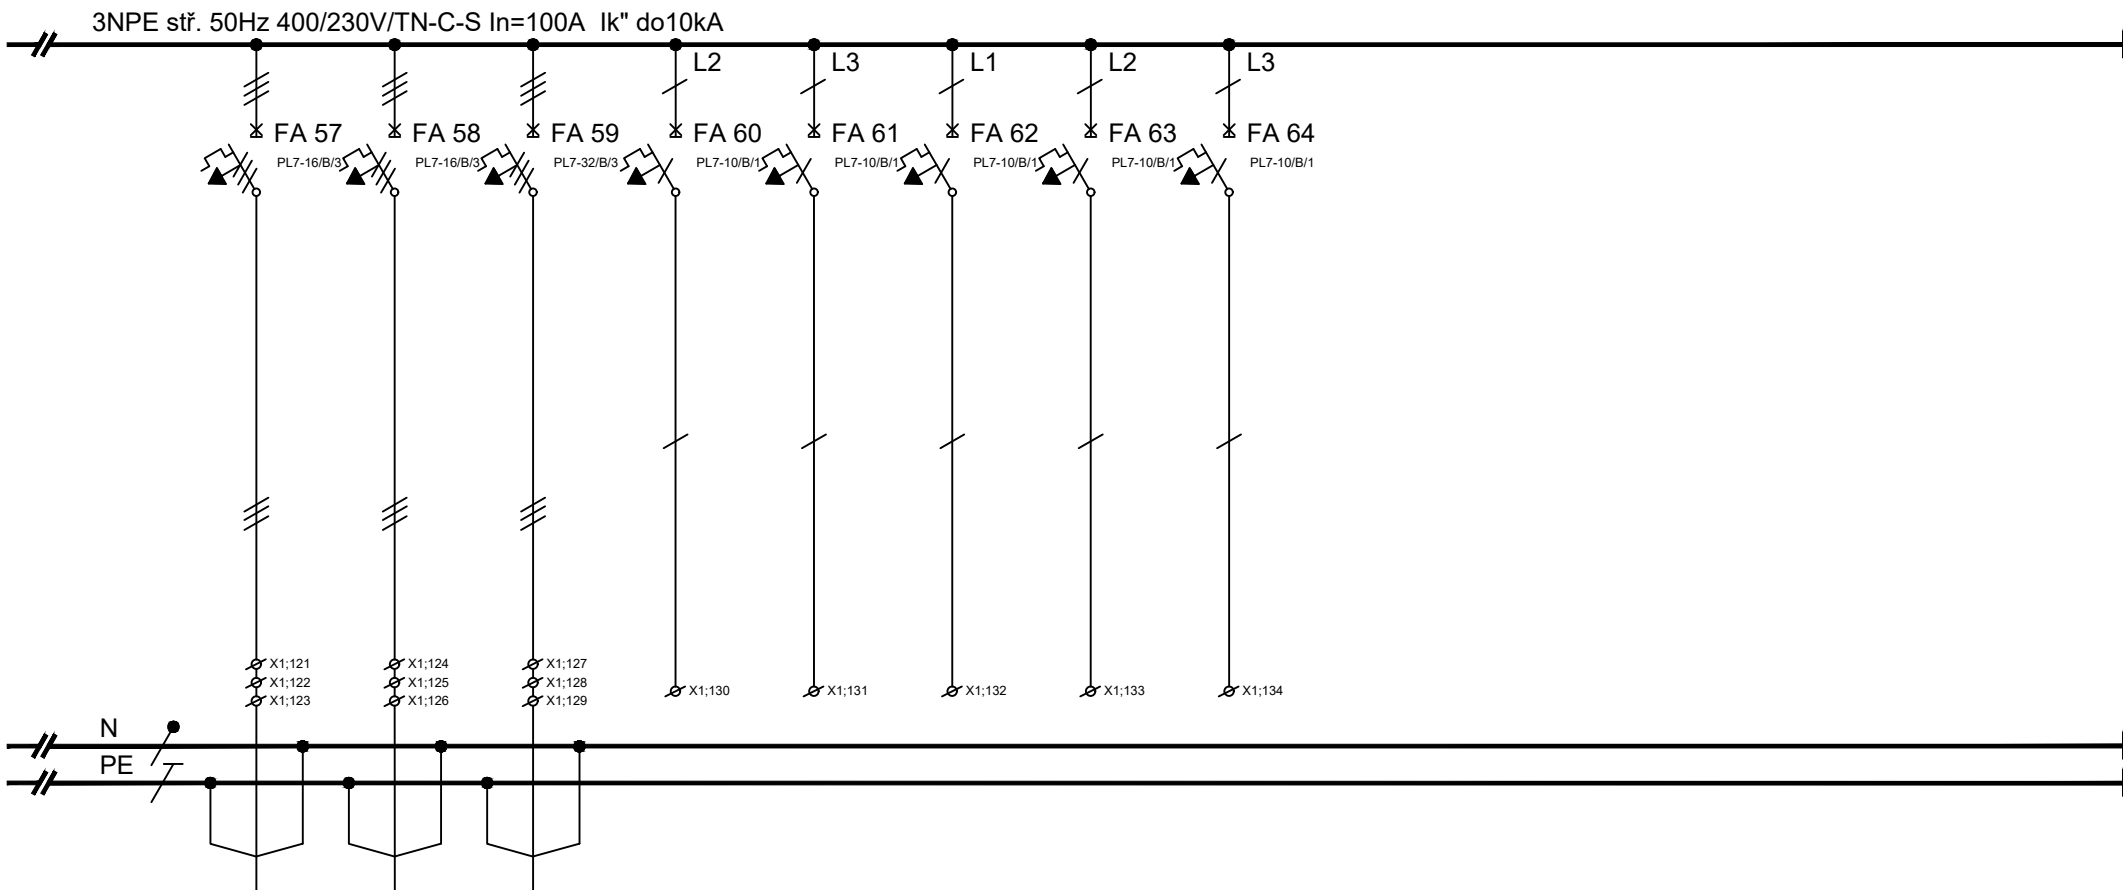 3NPE stř. 50Hz 400/230V/TN-C-S In=100A Ik" do10kA
L2 L3 L1 L2 L3
FA 57 FA 58 FA 59 FA 60 FA 61 FA 62 FA 63 FA 64
PL7-16/B/3 PL7-16/B/3 PL7-32/B/3 PL7-10/B/1 PL7-10/B/1 PL7-10/B/1 PL7-10/B/1 PL7-10/B/1
X1;121 X1;124 X1;127
X1;122 X1;125 X1;128
X1;130 X1;131 X1;132 X1;133 X1;134
X1;123 X1;126 X1;129
N
PE